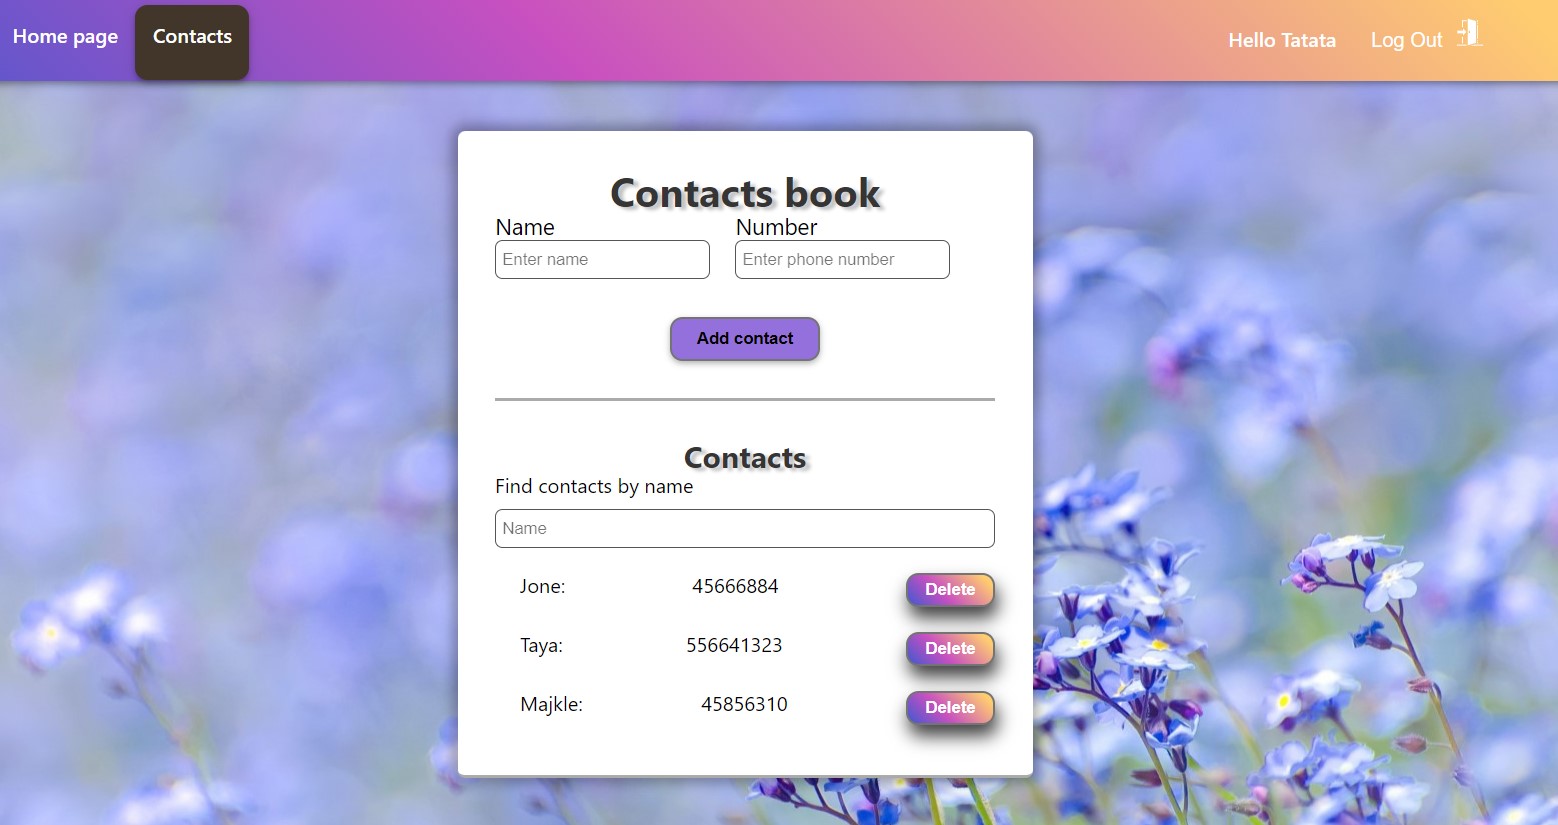 Home page Contacts Hello Tatata Log Out
Contacts book
Name Number
Enter name Enter phone number
Add contact
Contacts
Find contacts by name
Name
Jone: 45666884 Delete
Taya: 556641323 Delete
Majkle: 45856310 Delete